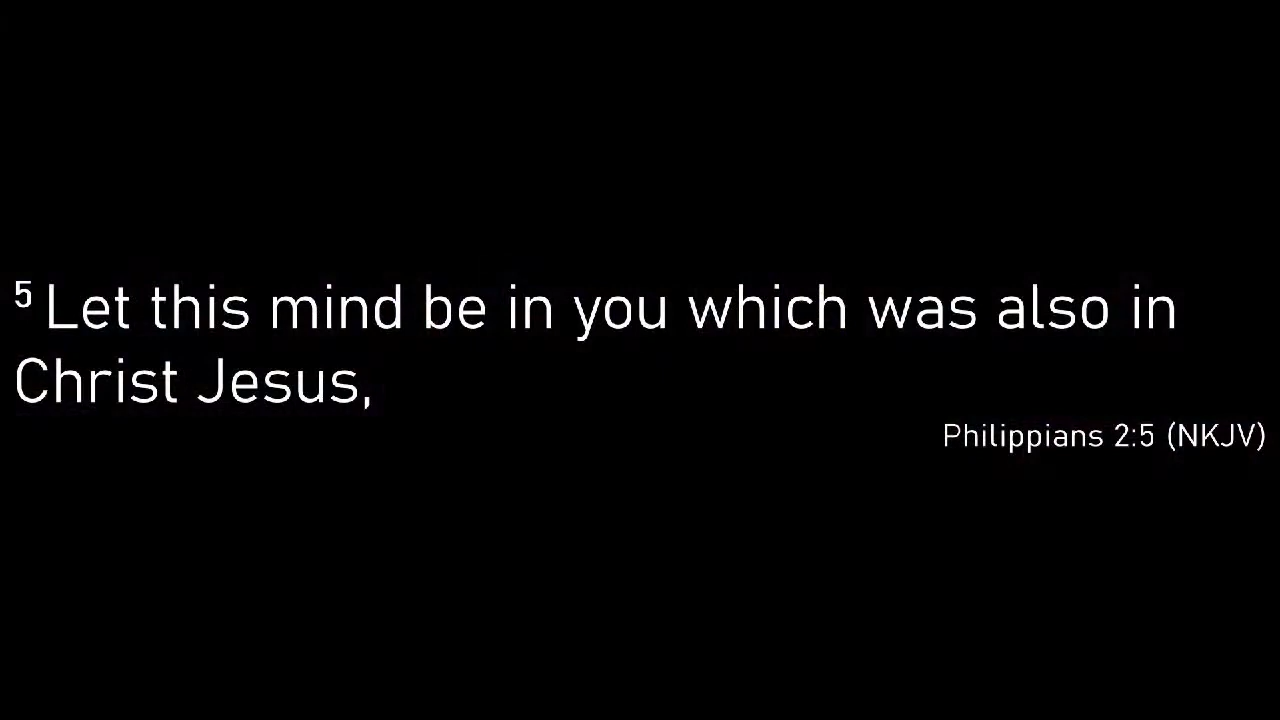 5 Let this mind be in you which was also in
Christ Jesus,
Philippians 2:5 (NKJV)